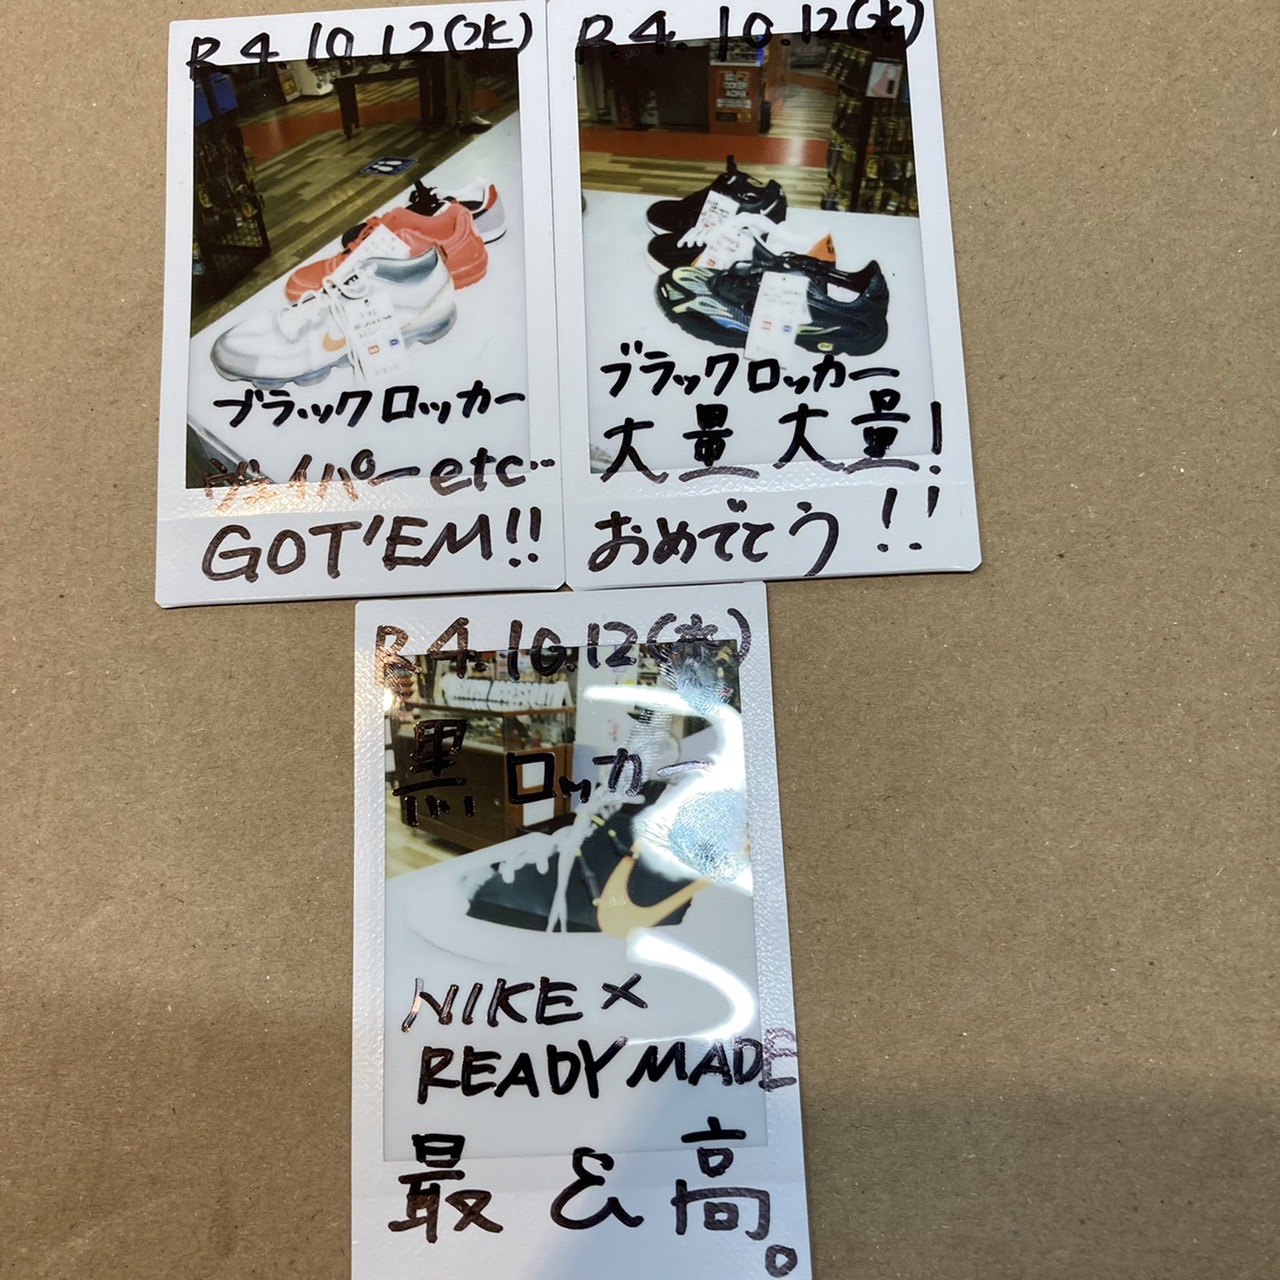 R4.10.12(水)
ブラックロッカー
ヴェイパーetc…
GOT'EM!!
R4.10.12(水)
ブラックロッカー
大量大量!
おめでとう!!
R4.10.12(水)
黒ロッカー
NIKE×
READYMADE
最&高。